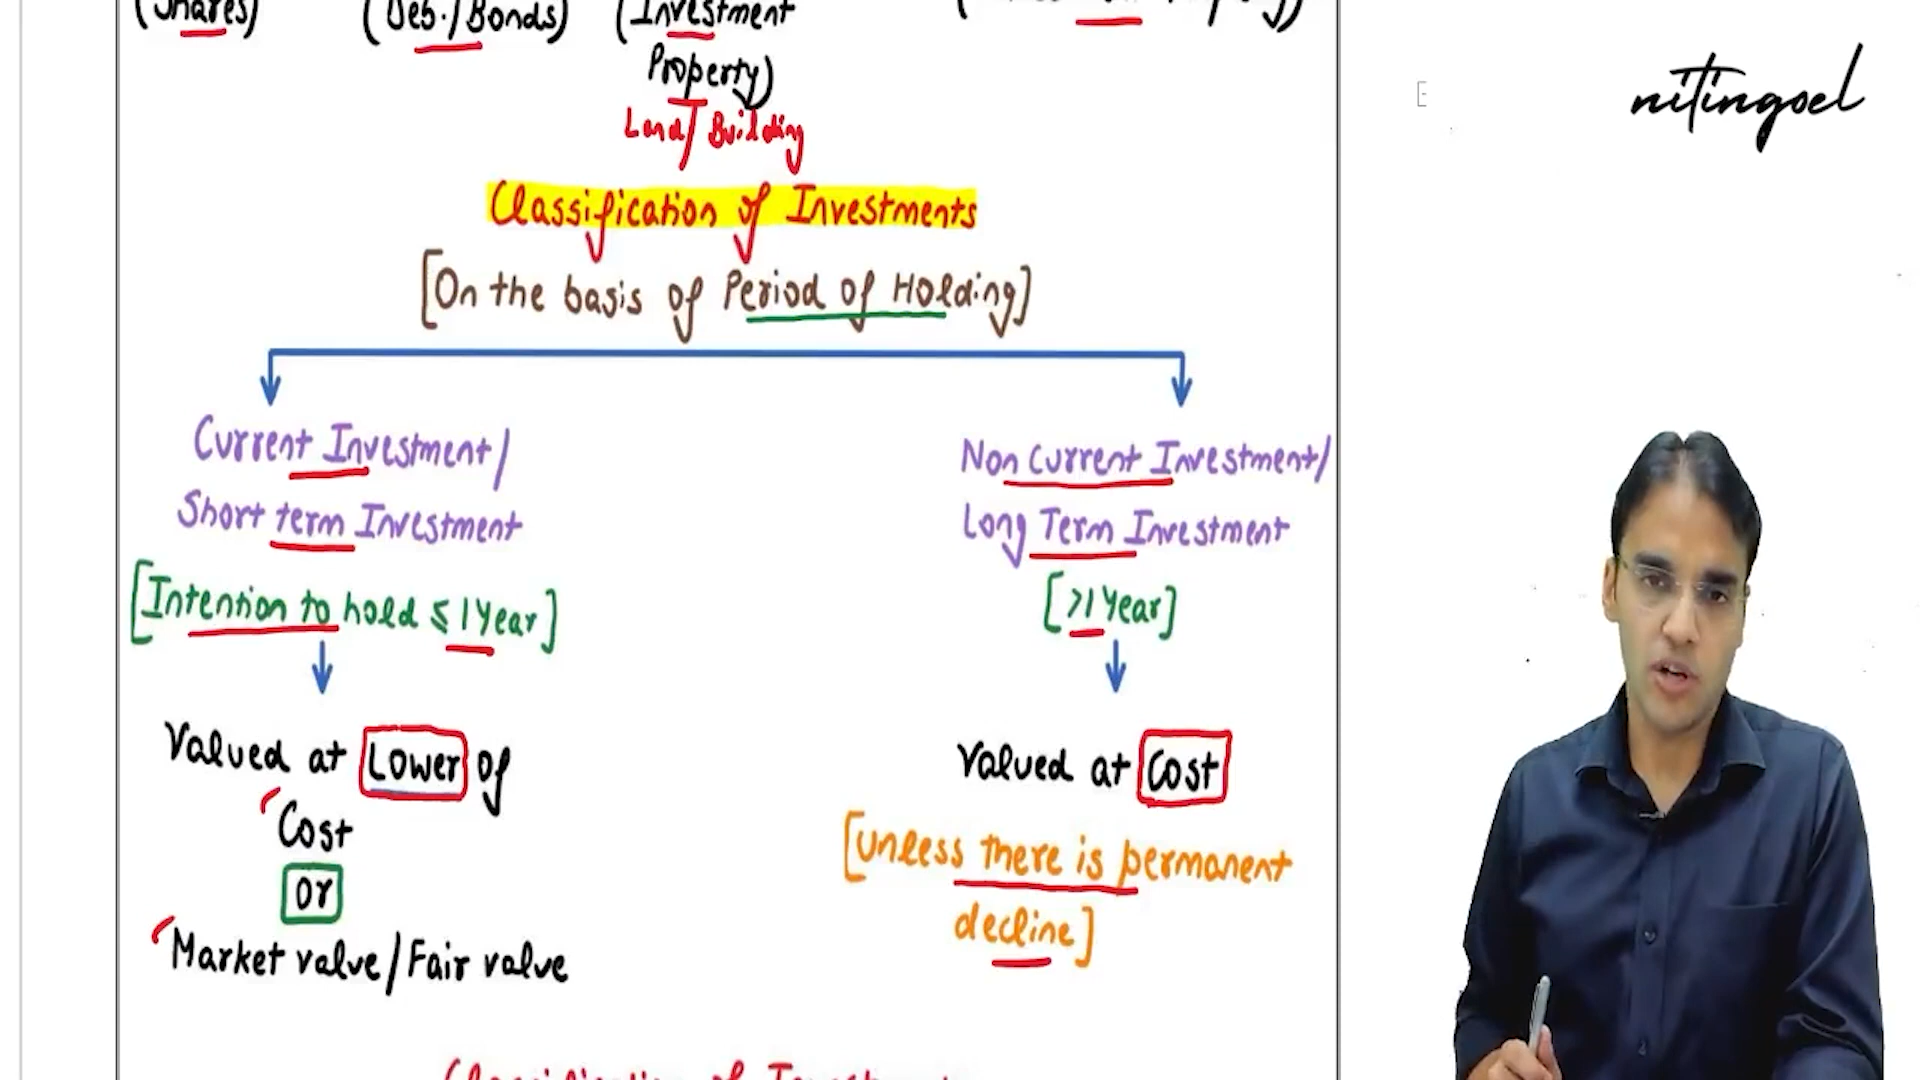 (Shares) (Deb./Bonds) (Investment
Property)
Land/Building
nitingoel
Classification of Investments
[On the basis of Period of Holding]
Current Investment/
Short term Investment
[Intention to hold ≤ 1 Year]
Valued at Lower of
Cost
or
Market value/Fair value
Non Current Investment/
Long Term Investment
[>1 Year]
Valued at Cost
[unless there is permanent
decline]